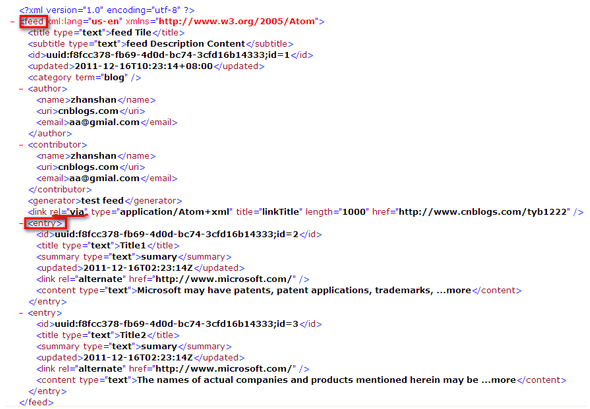 <?xml version="1.0" encoding="utf-8" ?>
- <feed xml:lang="us-en" xmlns="http://www.w3.org/2005/Atom">
<title type="text">feed Tile</title>
<subtitle type="text">feed Description Content</subtitle>
<id>uuid:f8fcc378-fb69-4d0d-bc74-3cfd16b14333;id=1</id>
<updated>2011-12-16T10:23:14+08:00</updated>
<category term="blog" />
- <author>
<name>zhanshan</name>
<uri>cnblogs.com</uri>
<email>aa@gmial.com</email>
</author>
- <contributor>
<name>zhanshan</name>
<uri>cnblogs.com</uri>
<email>aa@gmial.com</email>
</contributor>
<generator>test feed</generator>
<link rel="via" type="application/Atom+xml" title="linkTitle" length="1000" href="http://www.cnblogs.com/tyb1222" />
- <entry>
<id>uuid:f8fcc378-fb69-4d0d-bc74-3cfd16b14333;id=2</id>
<title type="text">Title1</title>
<summary type="text">sumary</summary>
<updated>2011-12-16T02:23:14Z</updated>
<link rel="alternate" href="http://www.microsoft.com/" />
<content type="text">Microsoft may have patents, patent applications, trademarks, ...more</content>
</entry>
- <entry>
<id>uuid:f8fcc378-fb69-4d0d-bc74-3cfd16b14333;id=3</id>
<title type="text">Title2</title>
<summary type="text">sumary</summary>
<updated>2011-12-16T02:23:14Z</updated>
<link rel="alternate" href="http://www.microsoft.com/" />
<content type="text">The names of actual companies and products mentioned herein may be ...more</content>
</entry>
</feed>